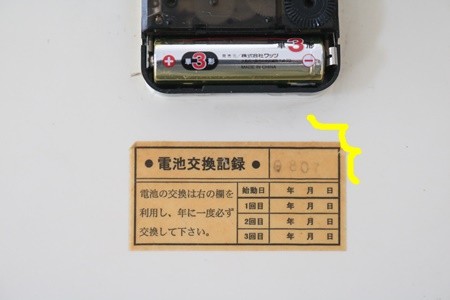 単3形
株式会社ワッツ
単3形
● 電池交換記録 ●
9807
電池の交換は右の欄を
利用し、年に一度必ず
交換して下さい。
始動日 年 月 日
1回目 年 月 日
2回目 年 月 日
3回目 年 月 日